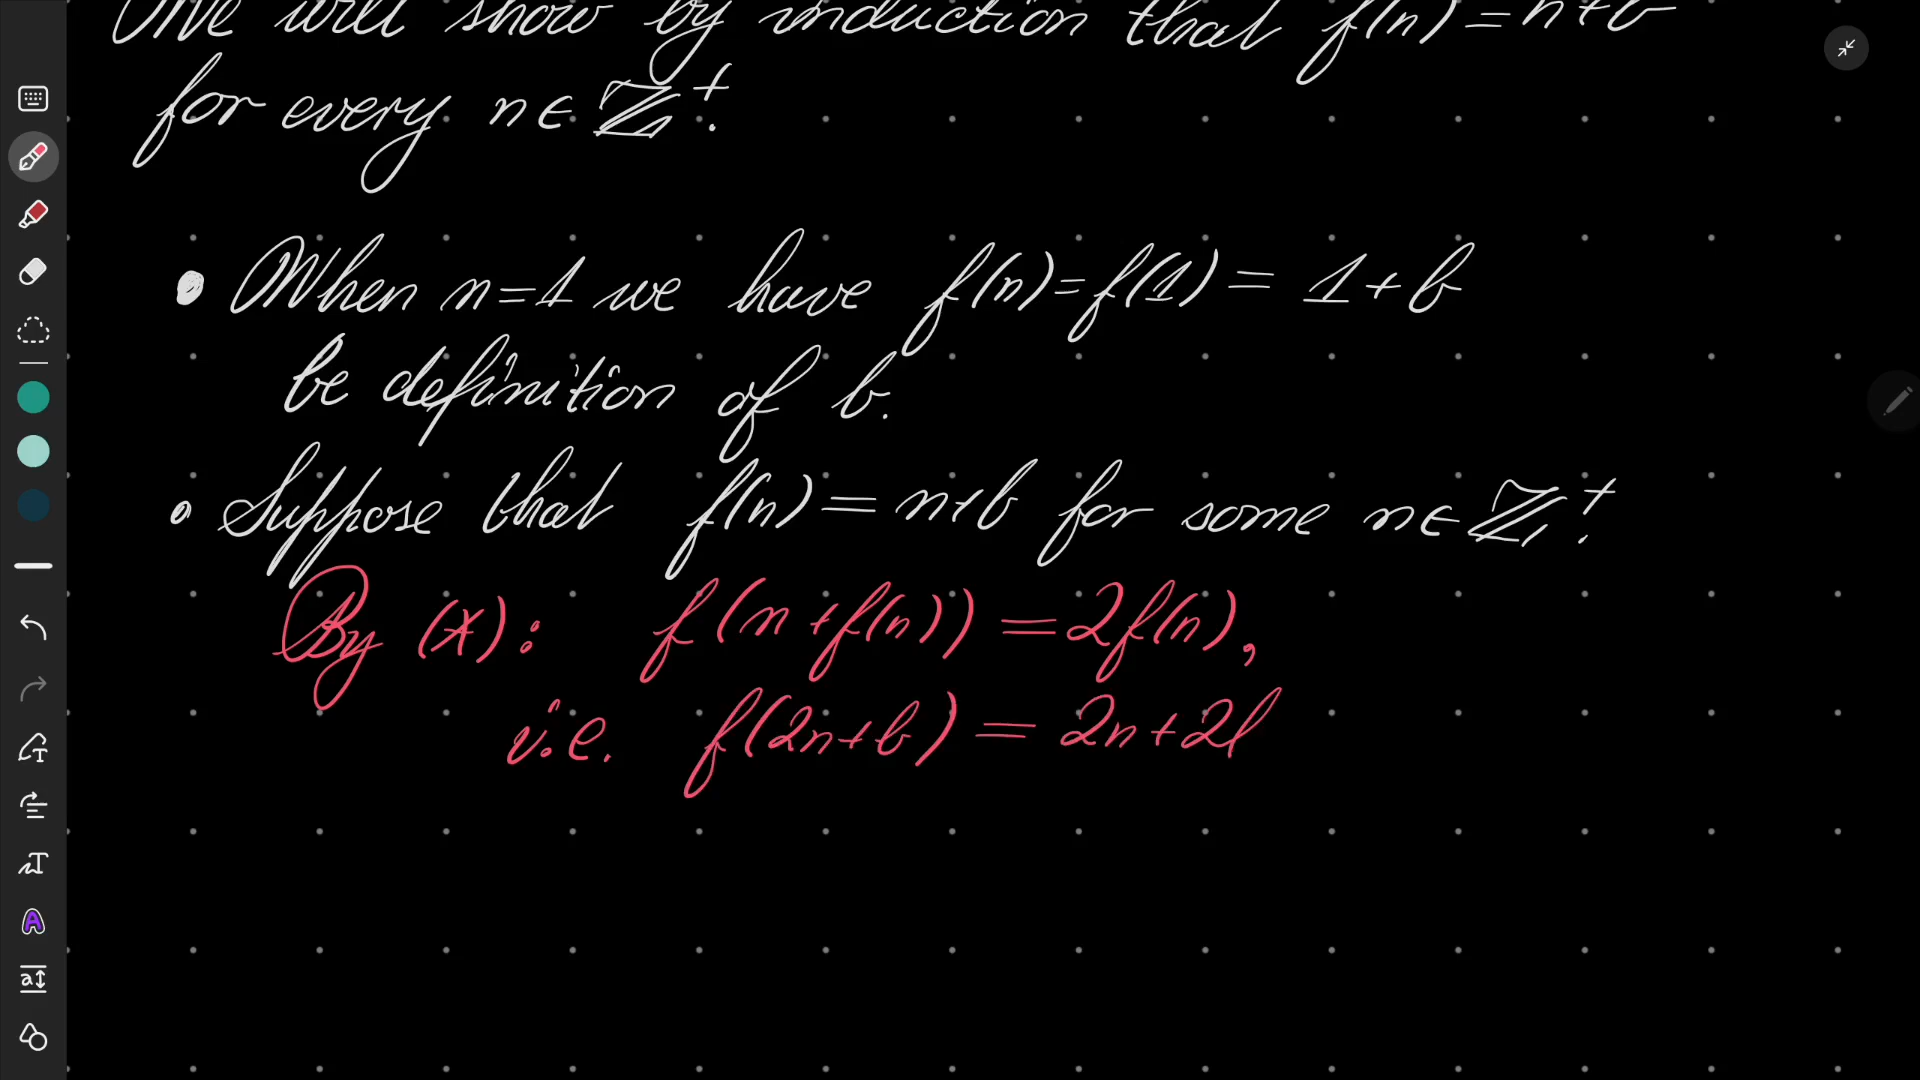 We will show by induction that f(n) = n+b
for every n ∈ ℤ⁺.
• When n=1 we have f(n)=f(1) = 1+b
be definition of b.
• Suppose that f(n) = n+b for some n ∈ ℤ⁺.
By (*): f(n+f(n)) = 2f(n),
i.e. f(2n+b) = 2n+2l